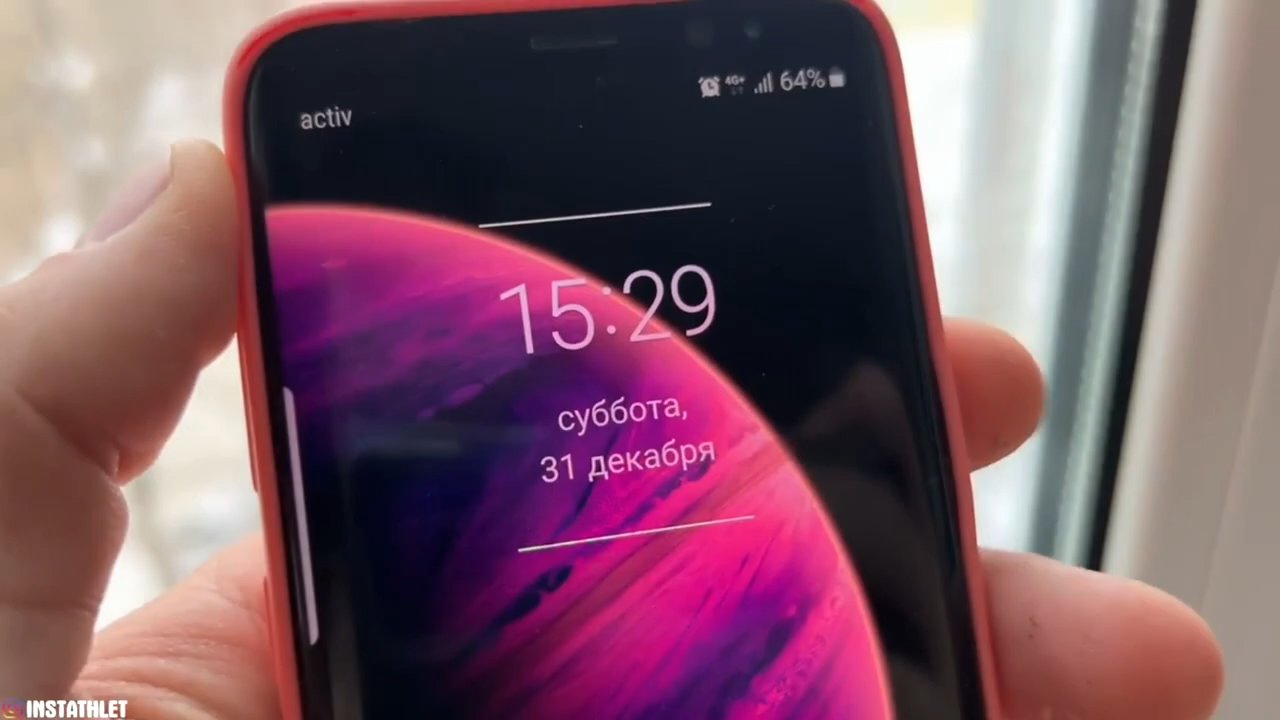 4G+ 64%
activ
15:29
суббота,
31 декабря
INSTATHLET